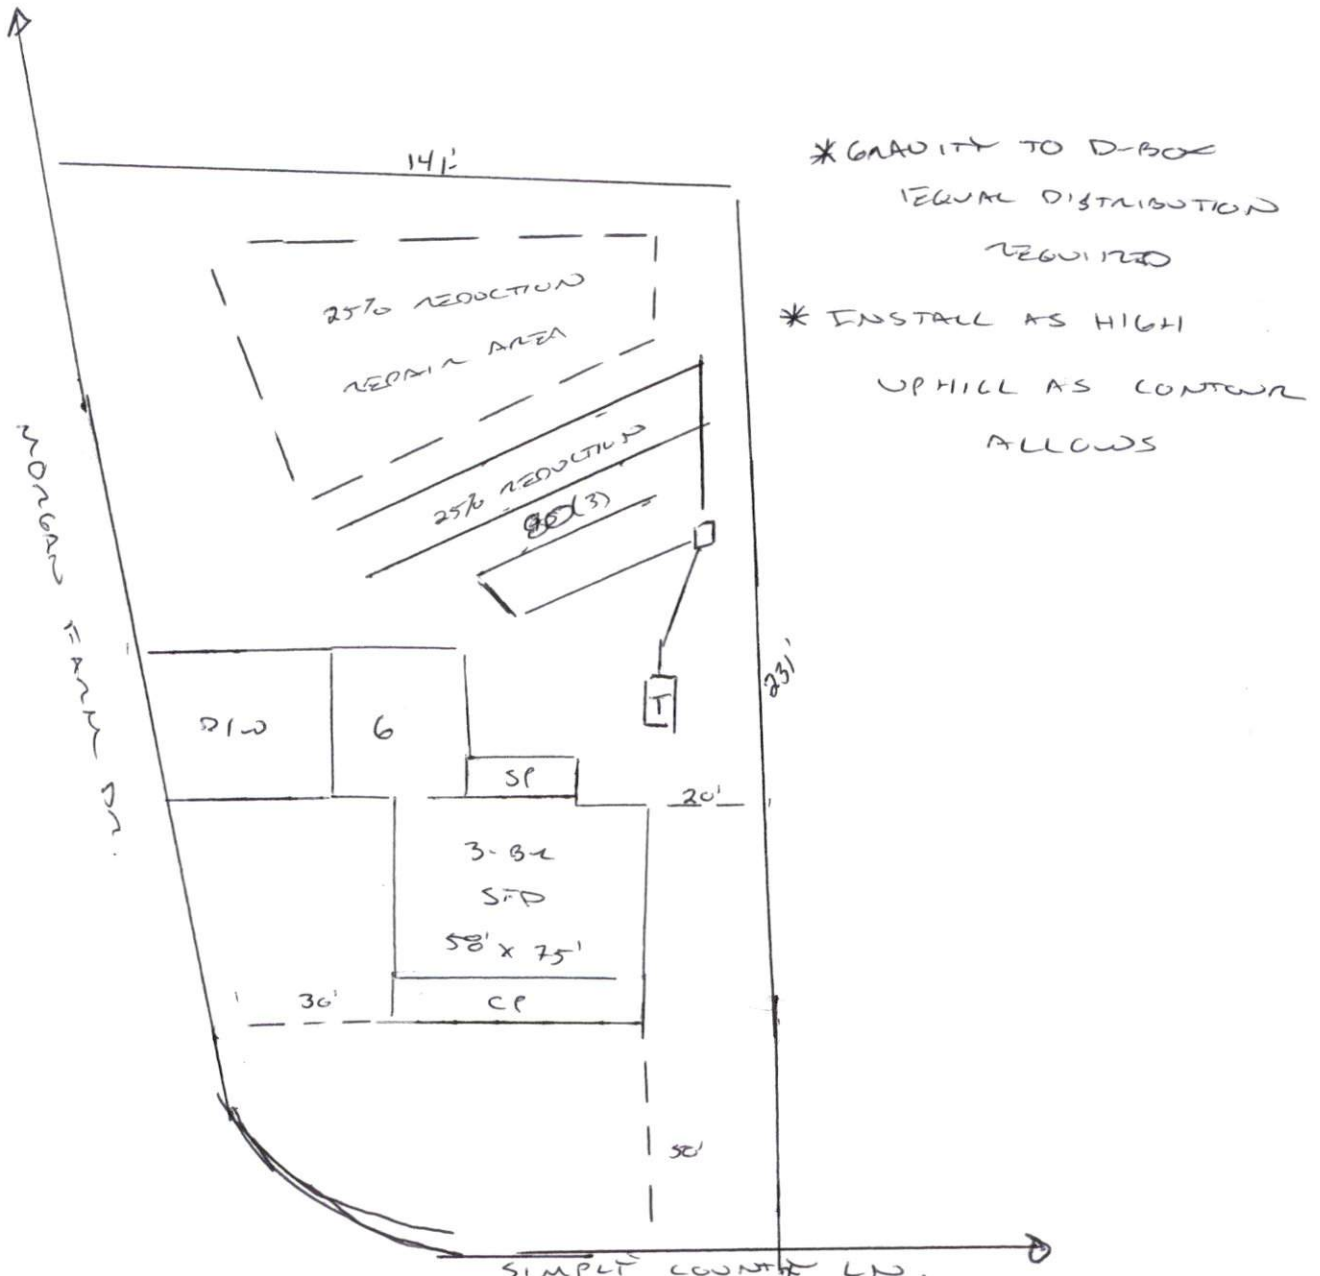 141'
* GRAVITY TO D-BOX
EQUAL DISTRIBUTION
REQUIRED
* INSTALL AS HIGH
UPHILL AS CONTOUR
ALLOWS
25% REDUCTION
REPAIR AREA
25% REDUCTION
(3)
MORGAN FARM DR.
231'
T
D/W
G
SP
20'
3-BR
SFD
58' x 75'
30'
CP
50'
SIMPLE COUNTRY LN.